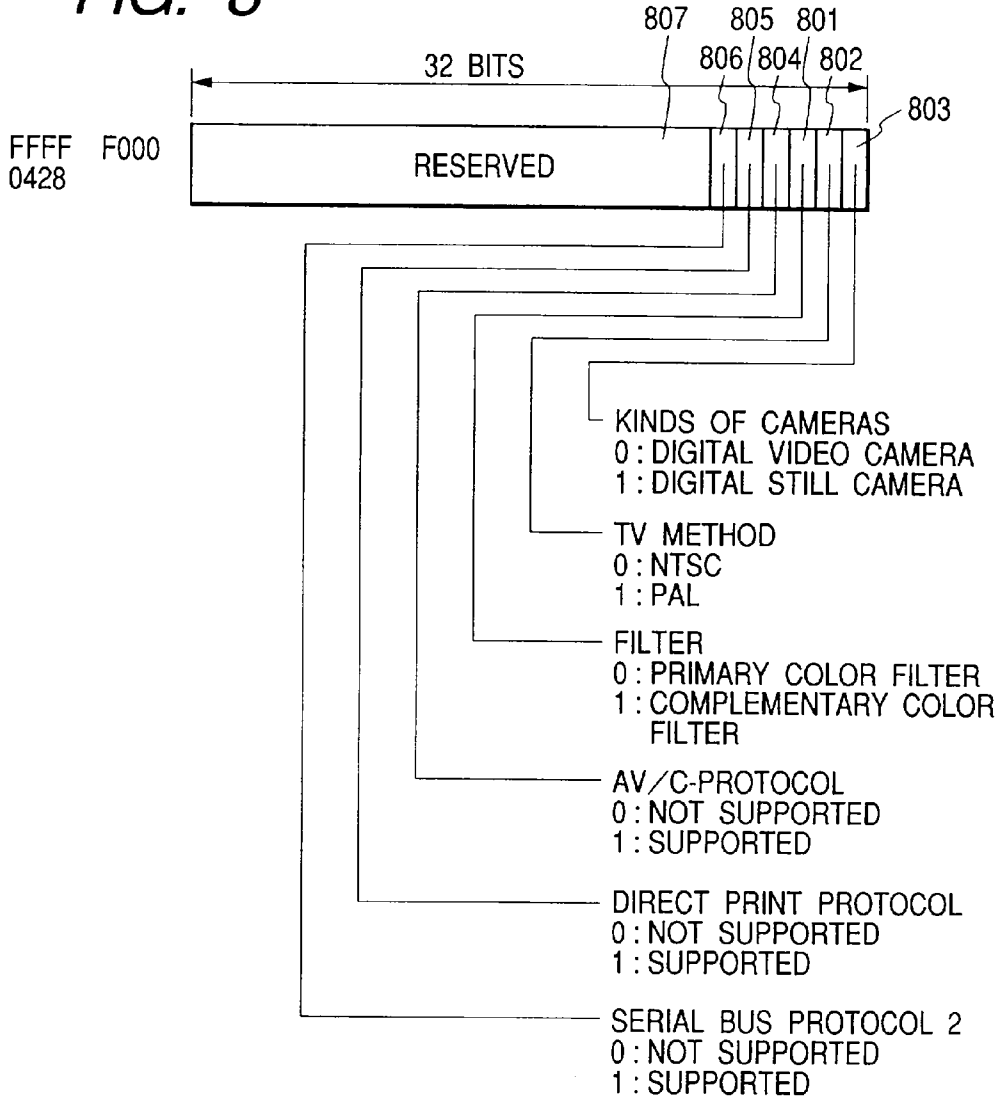 FIG. 8
807 805 801
806 804 802
32 BITS
803
FFFF F000
0428
RESERVED
KINDS OF CAMERAS
0 : DIGITAL VIDEO CAMERA
1 : DIGITAL STILL CAMERA
TV METHOD
0 : NTSC
1 : PAL
FILTER
0 : PRIMARY COLOR FILTER
1 : COMPLEMENTARY COLOR
FILTER
AV/C-PROTOCOL
0 : NOT SUPPORTED
1 : SUPPORTED
DIRECT PRINT PROTOCOL
0 : NOT SUPPORTED
1 : SUPPORTED
SERIAL BUS PROTOCOL 2
0 : NOT SUPPORTED
1 : SUPPORTED